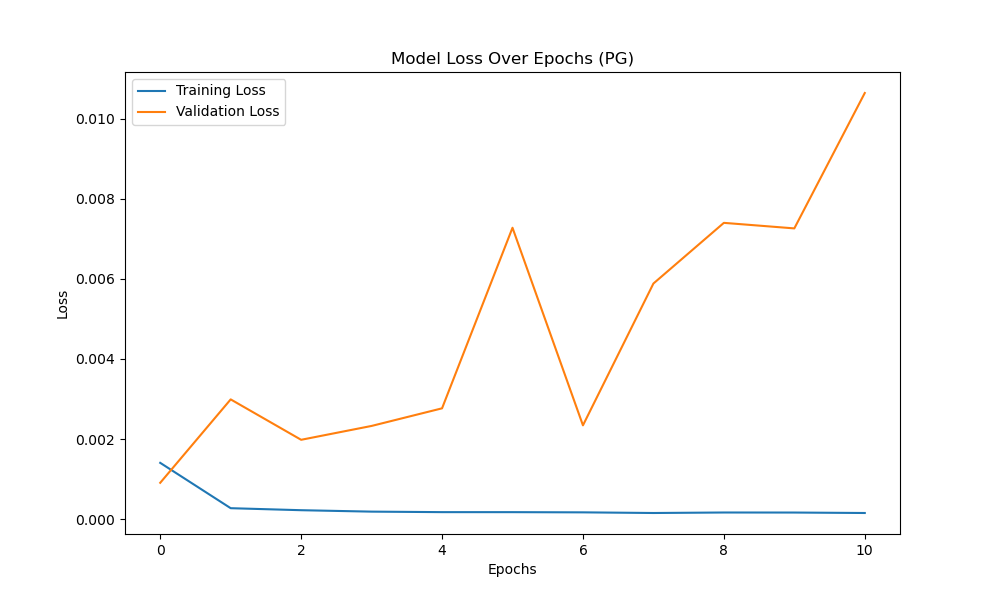 Model Loss Over Epochs (PG)
Training Loss
Validation Loss
0.010
0.008
0.006
0.004
0.002
0.000
Loss
0 2 4 6 8 10
Epochs